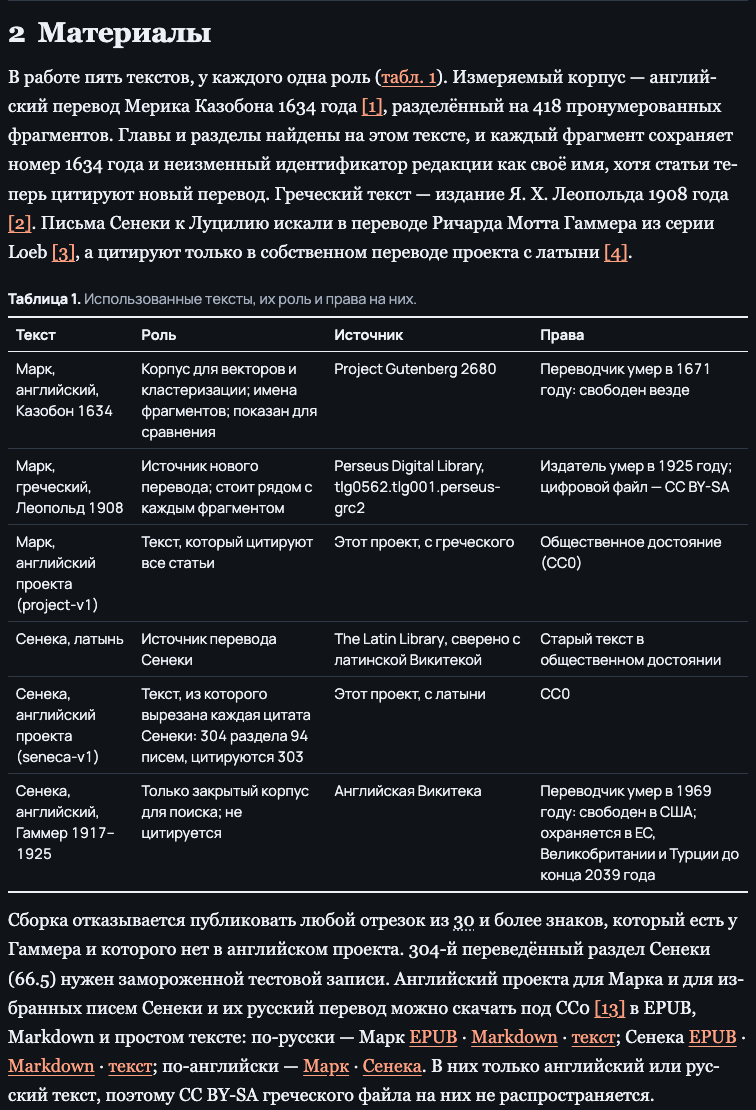 2 Материалы
В работе пять текстов, у каждого одна роль (табл. 1). Измеряемый корпус — англий-
ский перевод Мерика Казобона 1634 года [1], разделённый на 418 пронумерованных
фрагментов. Главы и разделы найдены на этом тексте, и каждый фрагмент сохраняет
номер 1634 года и неизменный идентификатор редакции как своё имя, хотя статьи те-
перь цитируют новый перевод. Греческий текст — издание Я. Х. Леопольда 1908 года
[2]. Письма Сенеки к Луцилию искали в переводе Ричарда Мотта Гаммера из серии
Loeb [3], а цитируют только в собственном переводе проекта с латыни [4].
Таблица 1. Использованные тексты, их роль и права на них.
Текст Роль Источник Права
Марк, Корпус для векторов и Project Gutenberg 2680 Переводчик умер в 1671
английский, кластеризации; имена году: свободен везде
Казобон 1634 фрагментов; показан для
сравнения
Марк, Источник нового Perseus Digital Library, Издатель умер в 1925 году;
греческий, перевода; стоит рядом с tlg0562.tlg001.perseus- цифровой файл — CC BY-SA
Леопольд 1908 каждым фрагментом grc2
Марк, Текст, который цитируют Этот проект, с греческого Общественное достояние
английский все статьи (CC0)
проекта
(project-v1)
Сенека, латынь Источник перевода The Latin Library, сверено с Старый текст в
Сенеки латинской Викитекой общественном достоянии
Сенека, Текст, из которого Этот проект, с латыни CC0
английский вырезана каждая цитата
проекта Сенеки: 304 раздела 94
(seneca-v1) писем, цитируются 303
Сенека, Только закрытый корпус Английская Викитека Переводчик умер в 1969
английский, для поиска; не году: свободен в США;
Гаммер 1917– цитируется охраняется в ЕС,
1925 Великобритании и Турции до
конца 2039 года
Сборка отказывается публиковать любой отрезок из 30 и более знаков, который есть у
Гаммера и которого нет в английском проекта. 304-й переведённый раздел Сенеки
(66.5) нужен замороженной тестовой записи. Английский проекта для Марка и для из-
бранных писем Сенеки и их русский перевод можно скачать под CC0 [13] в EPUB,
Markdown и простом тексте: по-русски — Марк EPUB · Markdown · текст; Сенека EPUB ·
Markdown · текст; по-английски — Марк · Сенека. В них только английский или рус-
ский текст, поэтому CC BY-SA греческого файла на них не распространяется.